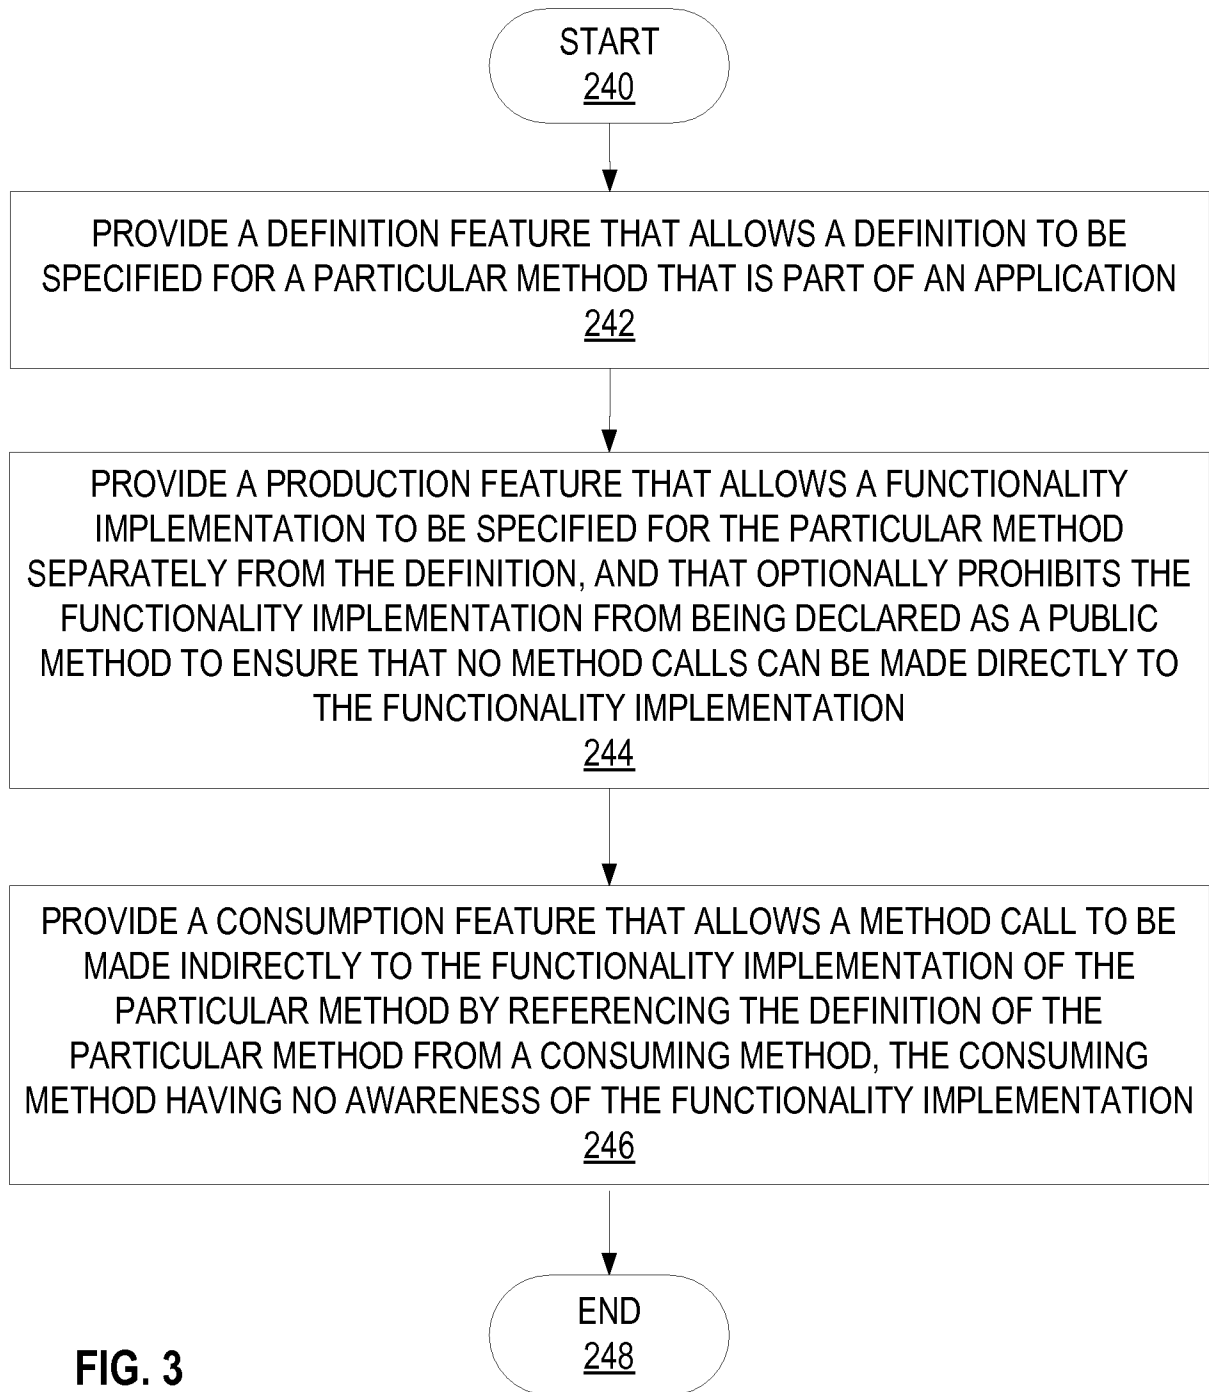 START
240
PROVIDE A DEFINITION FEATURE THAT ALLOWS A DEFINITION TO BE
SPECIFIED FOR A PARTICULAR METHOD THAT IS PART OF AN APPLICATION
242
PROVIDE A PRODUCTION FEATURE THAT ALLOWS A FUNCTIONALITY
IMPLEMENTATION TO BE SPECIFIED FOR THE PARTICULAR METHOD
SEPARATELY FROM THE DEFINITION, AND THAT OPTIONALLY PROHIBITS THE
FUNCTIONALITY IMPLEMENTATION FROM BEING DECLARED AS A PUBLIC
METHOD TO ENSURE THAT NO METHOD CALLS CAN BE MADE DIRECTLY TO
THE FUNCTIONALITY IMPLEMENTATION
244
PROVIDE A CONSUMPTION FEATURE THAT ALLOWS A METHOD CALL TO BE
MADE INDIRECTLY TO THE FUNCTIONALITY IMPLEMENTATION OF THE
PARTICULAR METHOD BY REFERENCING THE DEFINITION OF THE
PARTICULAR METHOD FROM A CONSUMING METHOD, THE CONSUMING
METHOD HAVING NO AWARENESS OF THE FUNCTIONALITY IMPLEMENTATION
246
END
248
FIG. 3